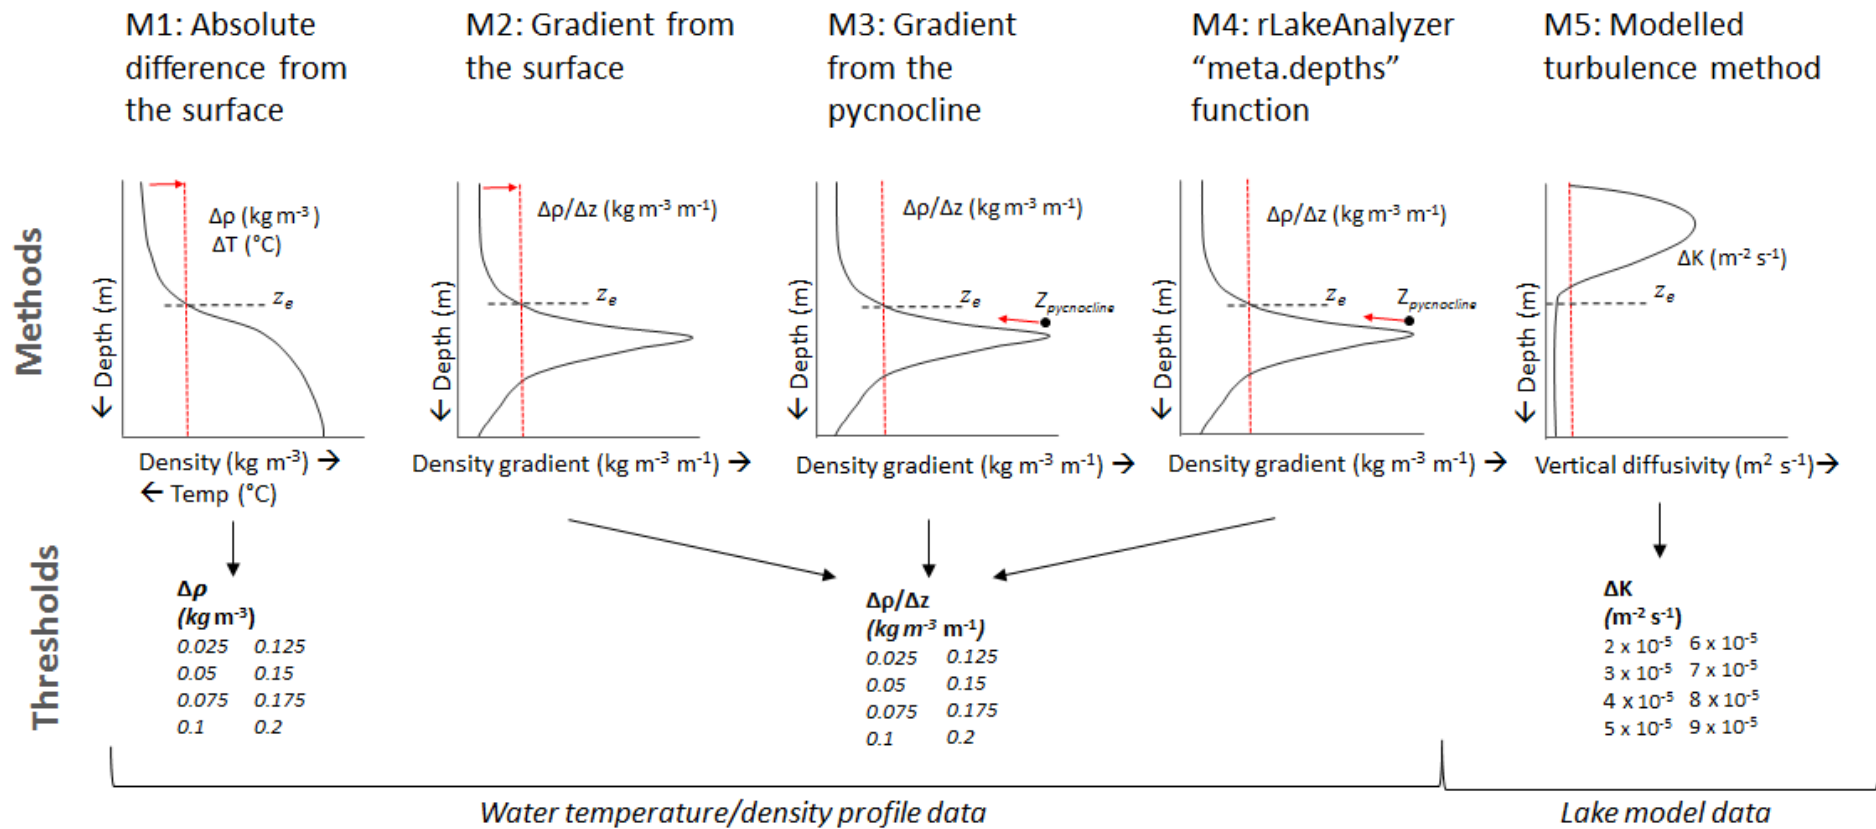 M1: Absolute
difference from
the surface
M2: Gradient from
the surface
M3: Gradient
from the
pycnocline
M4: rLakeAnalyzer
“meta.depths”
function
M5: Modelled
turbulence method
Methods
← Depth (m)
Δρ (kg m⁻³ )
ΔT (°C)
zₑ
Density (kg m⁻³) →
← Temp (°C)
← Depth (m)
Δρ/Δz (kg m⁻³ m⁻¹)
zₑ
Density gradient (kg m⁻³ m⁻¹) →
← Depth (m)
Δρ/Δz (kg m⁻³ m⁻¹)
zₑ
Zpycnocline
Density gradient (kg m⁻³ m⁻¹) →
← Depth (m)
Δρ/Δz (kg m⁻³ m⁻¹)
zₑ
Zpycnocline
Density gradient (kg m⁻³ m⁻¹) →
← Depth (m)
ΔK (m⁻² s⁻¹)
zₑ
Vertical diffusivity (m² s⁻¹)→
Thresholds
Δρ
(kg m⁻³)
0.025 0.125
0.05 0.15
0.075 0.175
0.1 0.2
Δρ/Δz
(kg m⁻³ m⁻¹)
0.025 0.125
0.05 0.15
0.075 0.175
0.1 0.2
ΔK
(m⁻² s⁻¹)
2 x 10⁻⁵ 6 x 10⁻⁵
3 x 10⁻⁵ 7 x 10⁻⁵
4 x 10⁻⁵ 8 x 10⁻⁵
5 x 10⁻⁵ 9 x 10⁻⁵
Water temperature/density profile data
Lake model data